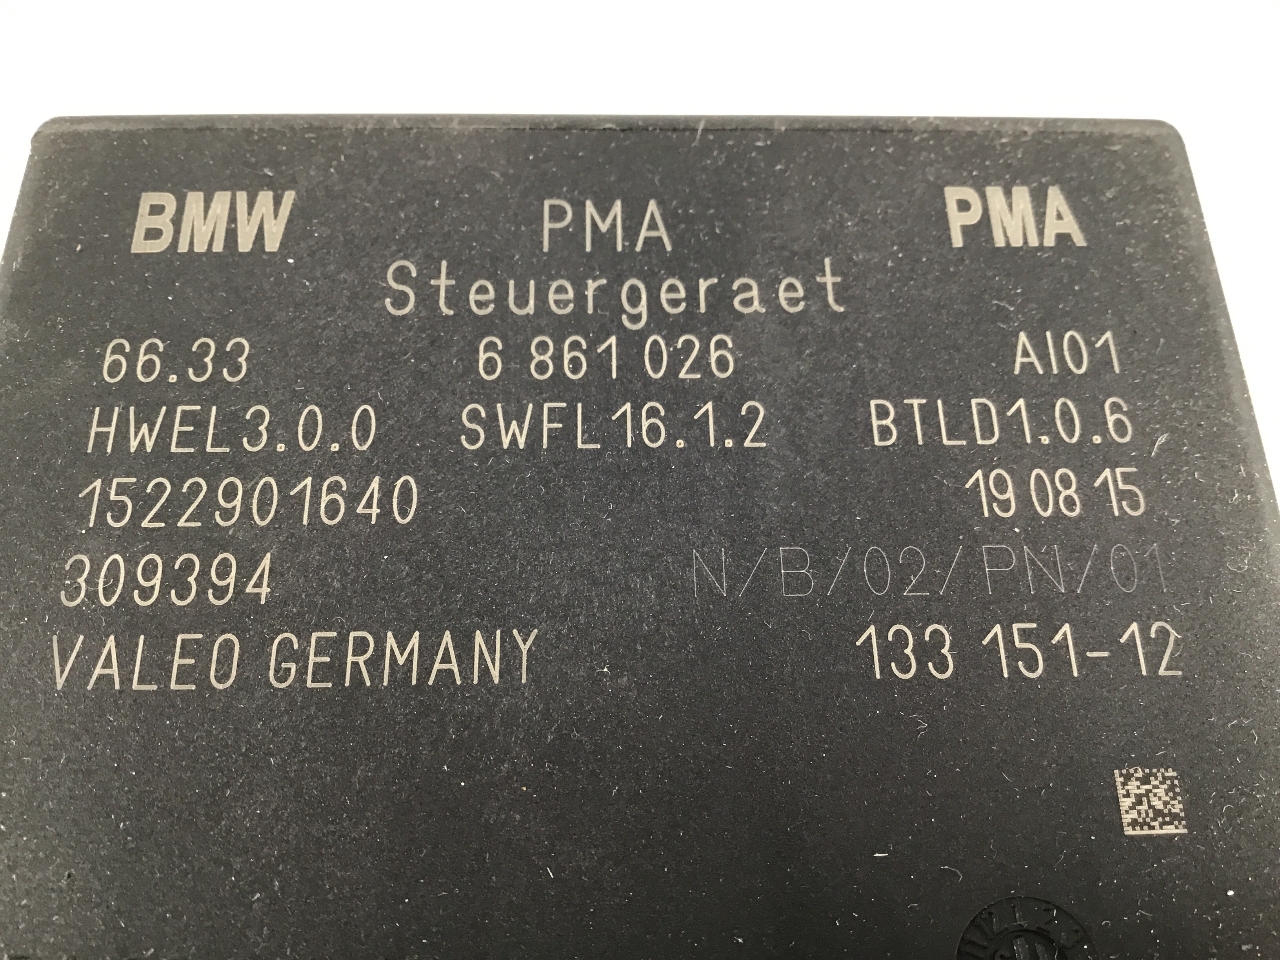 BMW PMA PMA
Steuergeraet
66.33 6 861 026 AI01
HWEL3.0.0 SWFL16.1.2 BTLD1.0.6
1522901640 19 08 15
309394 N/B/02/PN/01
VALEO GERMANY 133 151-12